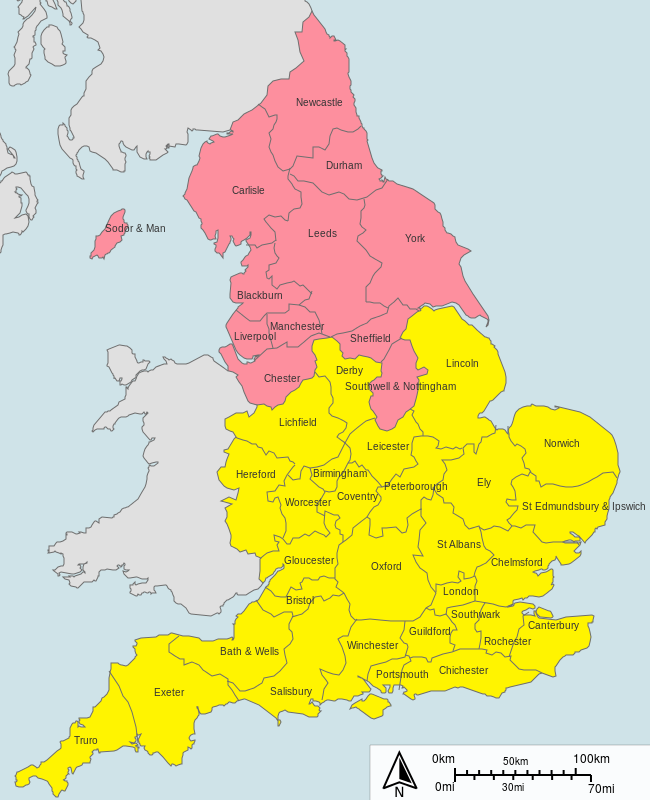 Newcastle
Durham
Carlisle
Sodor & Man
Leeds
York
Blackburn
Manchester
Liverpool
Sheffield
Chester
Derby
Lincoln
Southwell & Nottingham
Lichfield
Leicester
Norwich
Hereford
Birmingham
Peterborough
Ely
Worcester
Coventry
St Edmundsbury & Ipswich
St Albans
Gloucester
Oxford
Chelmsford
London
Bristol
Southwark
Canterbury
Guildford
Rochester
Winchester
Bath & Wells
Portsmouth
Chichester
Exeter
Salisbury
Truro
0km
50km
100km
0mi
30mi
70mi
N